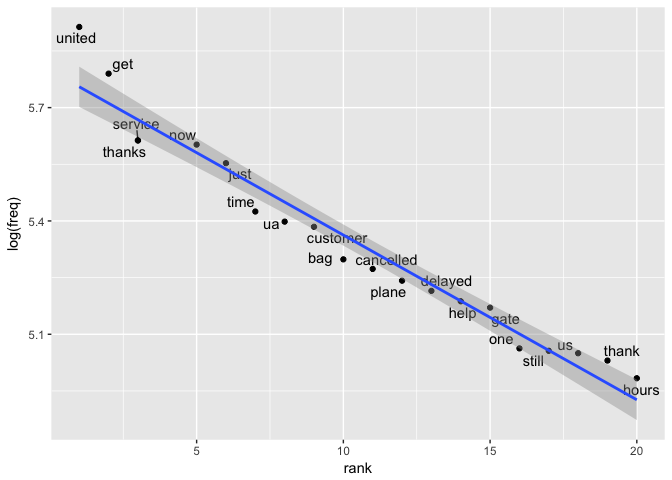 united
get
5.7
service
now
thanks
just
time
5.4
ua
customer
bag
cancelled
log(freq)
delayed
plane
help
gate
5.1
one
us
thank
still
hours
5
10
15
20
rank